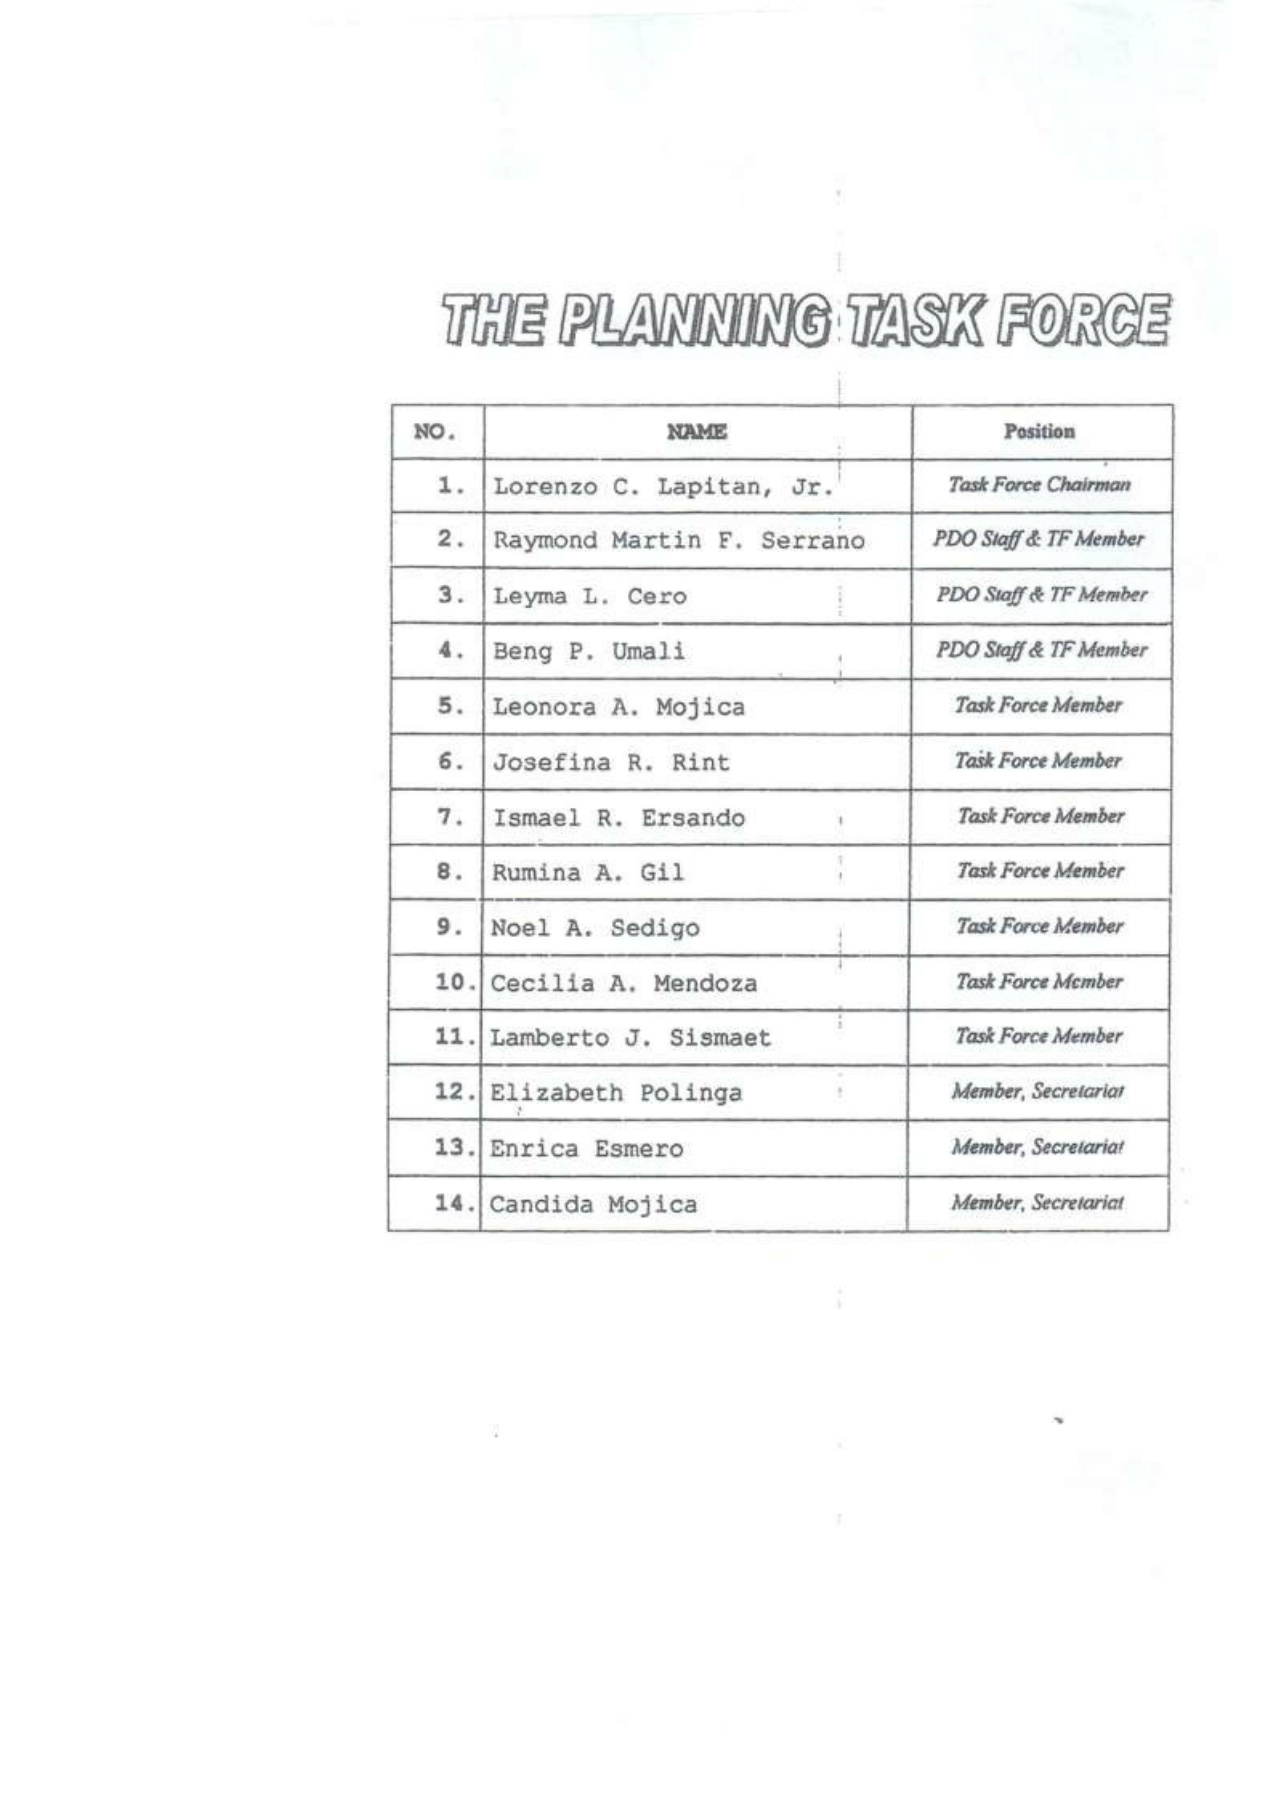 THE PLANNING TASK FORCE
NO. NAME Position
1. Lorenzo C. Lapitan, Jr. Task Force Chairman
2. Raymond Martin F. Serrano PDO Staff & TF Member
3. Leyma L. Cero PDO Staff & TF Member
4. Beng P. Umali PDO Staff & TF Member
5. Leonora A. Mojica Task Force Member
6. Josefina R. Rint Task Force Member
7. Ismael R. Ersando Task Force Member
8. Rumina A. Gil Task Force Member
9. Noel A. Sedigo Task Force Member
10. Cecilia A. Mendoza Task Force Member
11. Lamberto J. Sismaet Task Force Member
12. Elizabeth Polinga Member, Secretariat
13. Enrica Esmero Member, Secretariat
14. Candida Mojica Member, Secretariat